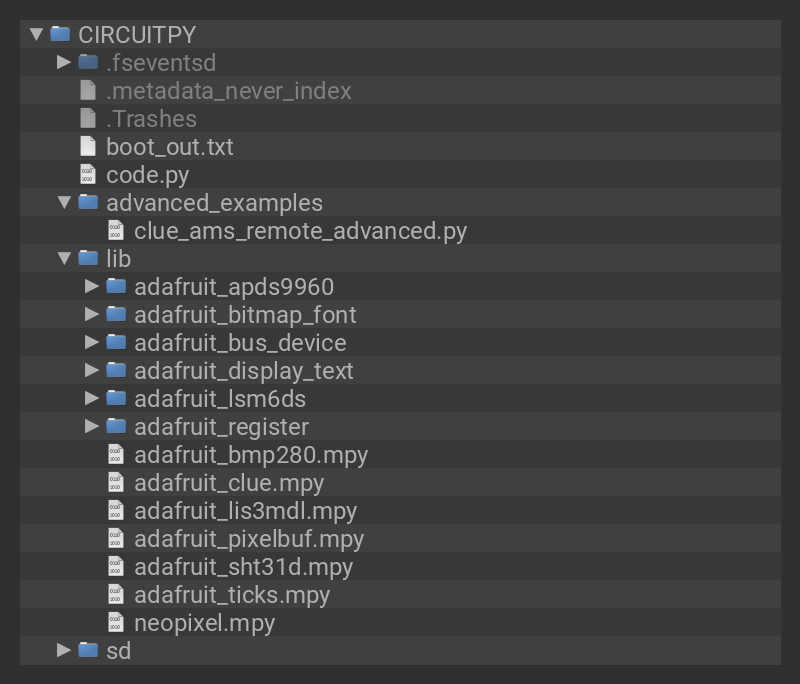 CIRCUITPY
.fseventsd
.metadata_never_index
.Trashes
boot_out.txt
code.py
advanced_examples
clue_ams_remote_advanced.py
lib
adafruit_apds9960
adafruit_bitmap_font
adafruit_bus_device
adafruit_display_text
adafruit_lsm6ds
adafruit_register
adafruit_bmp280.mpy
adafruit_clue.mpy
adafruit_lis3mdl.mpy
adafruit_pixelbuf.mpy
adafruit_sht31d.mpy
adafruit_ticks.mpy
neopixel.mpy
sd